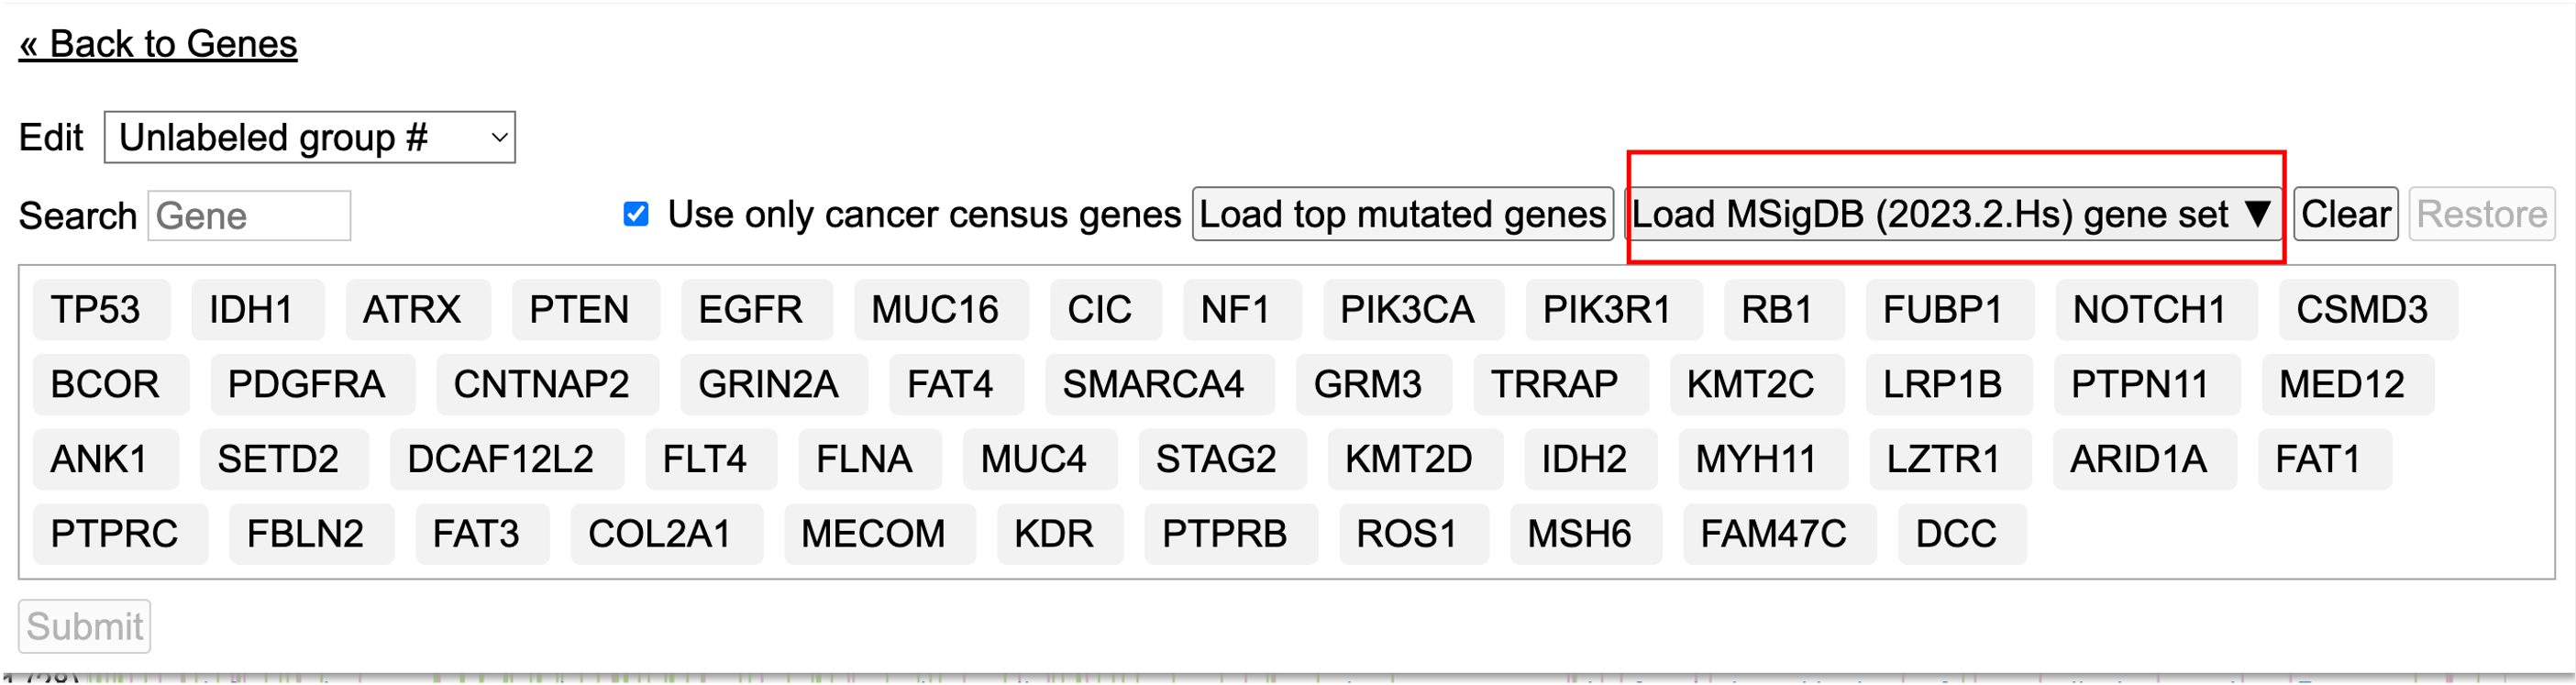 « Back to Genes
Edit Unlabeled group #
Search Gene Use only cancer census genes Load top mutated genes Load MSigDB (2023.2.Hs) gene set ▼ Clear Restore
TP53 IDH1 ATRX PTEN EGFR MUC16 CIC NF1 PIK3CA PIK3R1 RB1 FUBP1 NOTCH1 CSMD3
BCOR PDGFRA CNTNAP2 GRIN2A FAT4 SMARCA4 GRM3 TRRAP KMT2C LRP1B PTPN11 MED12
ANK1 SETD2 DCAF12L2 FLT4 FLNA MUC4 STAG2 KMT2D IDH2 MYH11 LZTR1 ARID1A FAT1
PTPRC FBLN2 FAT3 COL2A1 MECOM KDR PTPRB ROS1 MSH6 FAM47C DCC
Submit